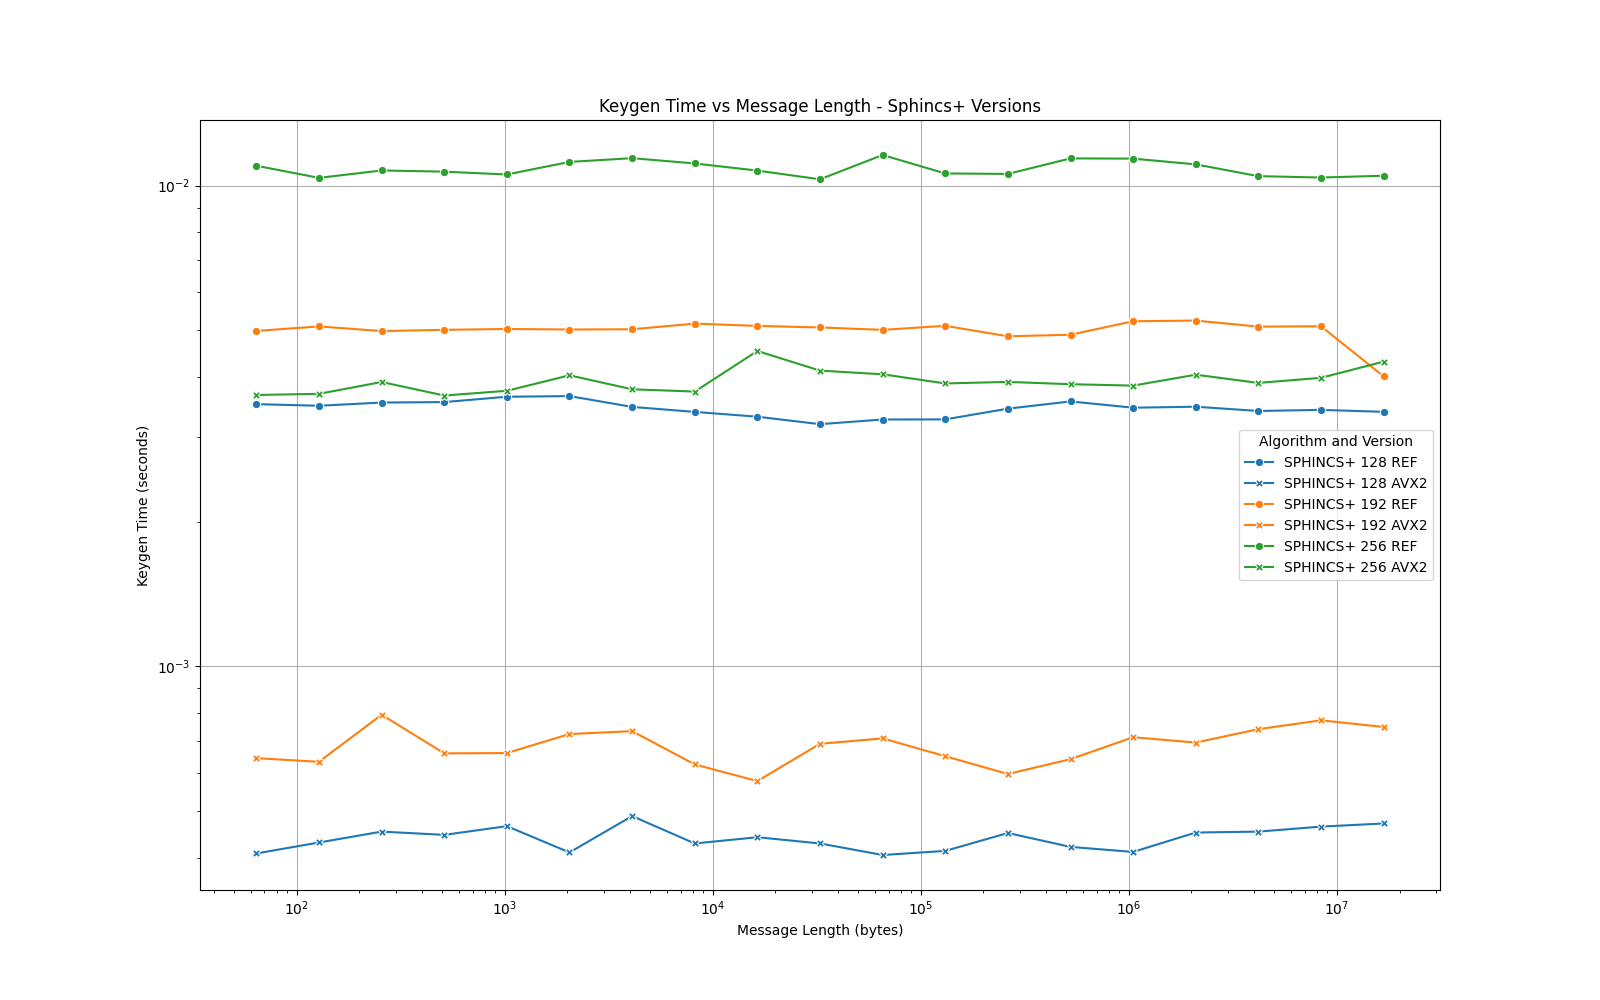 Keygen Time vs Message Length - Sphincs+ Versions
Keygen Time (seconds)
10⁻²
10⁻³
Algorithm and Version
SPHINCS+ 128 REF
SPHINCS+ 128 AVX2
SPHINCS+ 192 REF
SPHINCS+ 192 AVX2
SPHINCS+ 256 REF
SPHINCS+ 256 AVX2
10² 10³ 10⁴ 10⁵ 10⁶ 10⁷
Message Length (bytes)